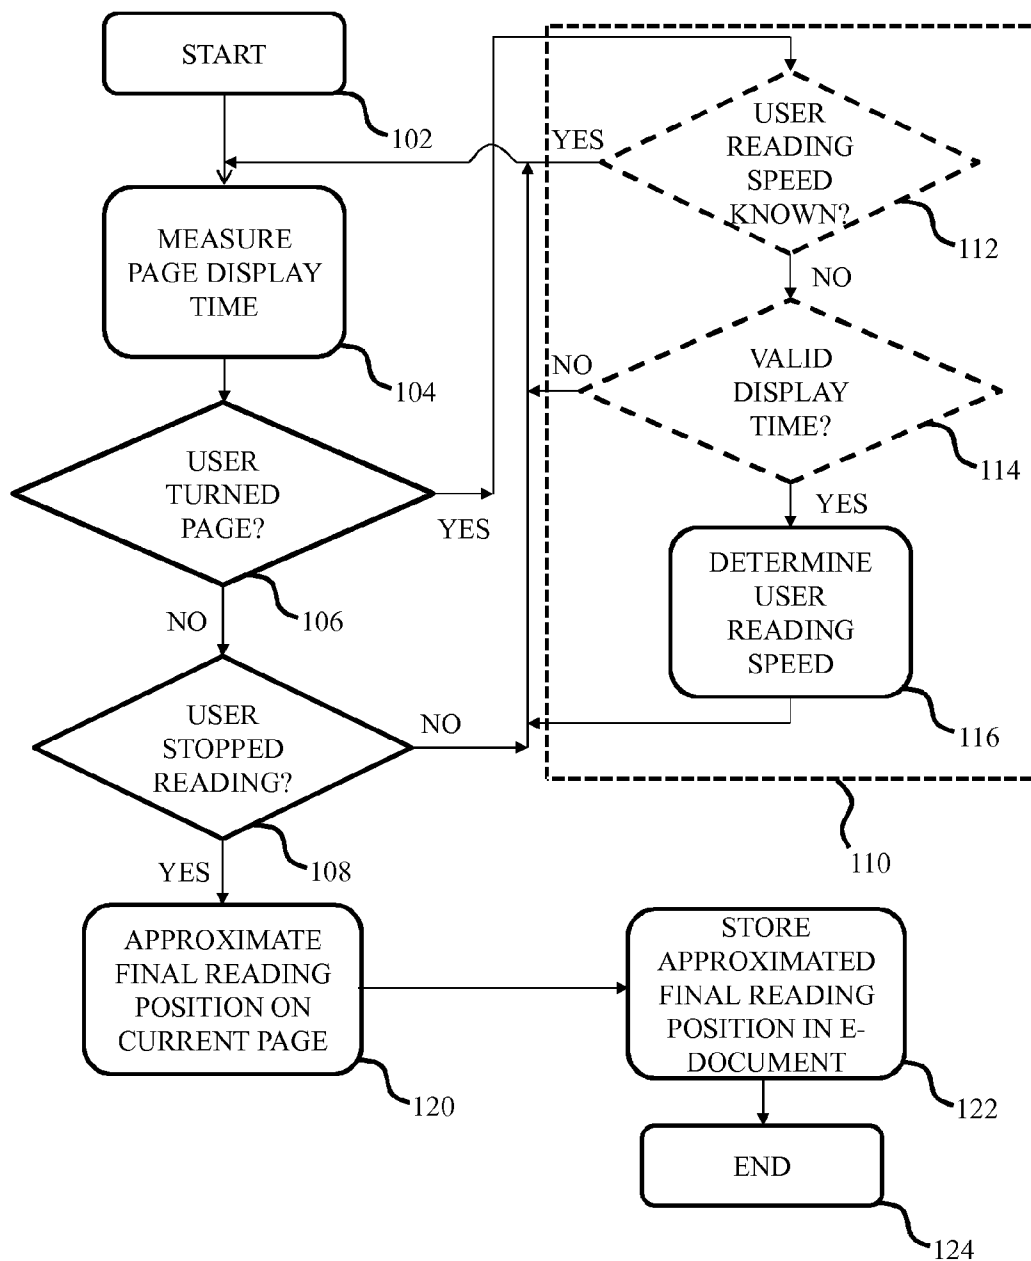 START
102
MEASURE
PAGE DISPLAY
TIME
104
USER
TURNED
PAGE?
YES
106
NO
USER
STOPPED
READING?
NO
108
YES
APPROXIMATE
FINAL READING
POSITION ON
CURRENT PAGE
120
USER
READING
SPEED
KNOWN?
YES
112
NO
VALID
DISPLAY
TIME?
NO
114
YES
DETERMINE
USER
READING
SPEED
116
110
STORE
APPROXIMATED
FINAL READING
POSITION IN E-
DOCUMENT
122
END
124